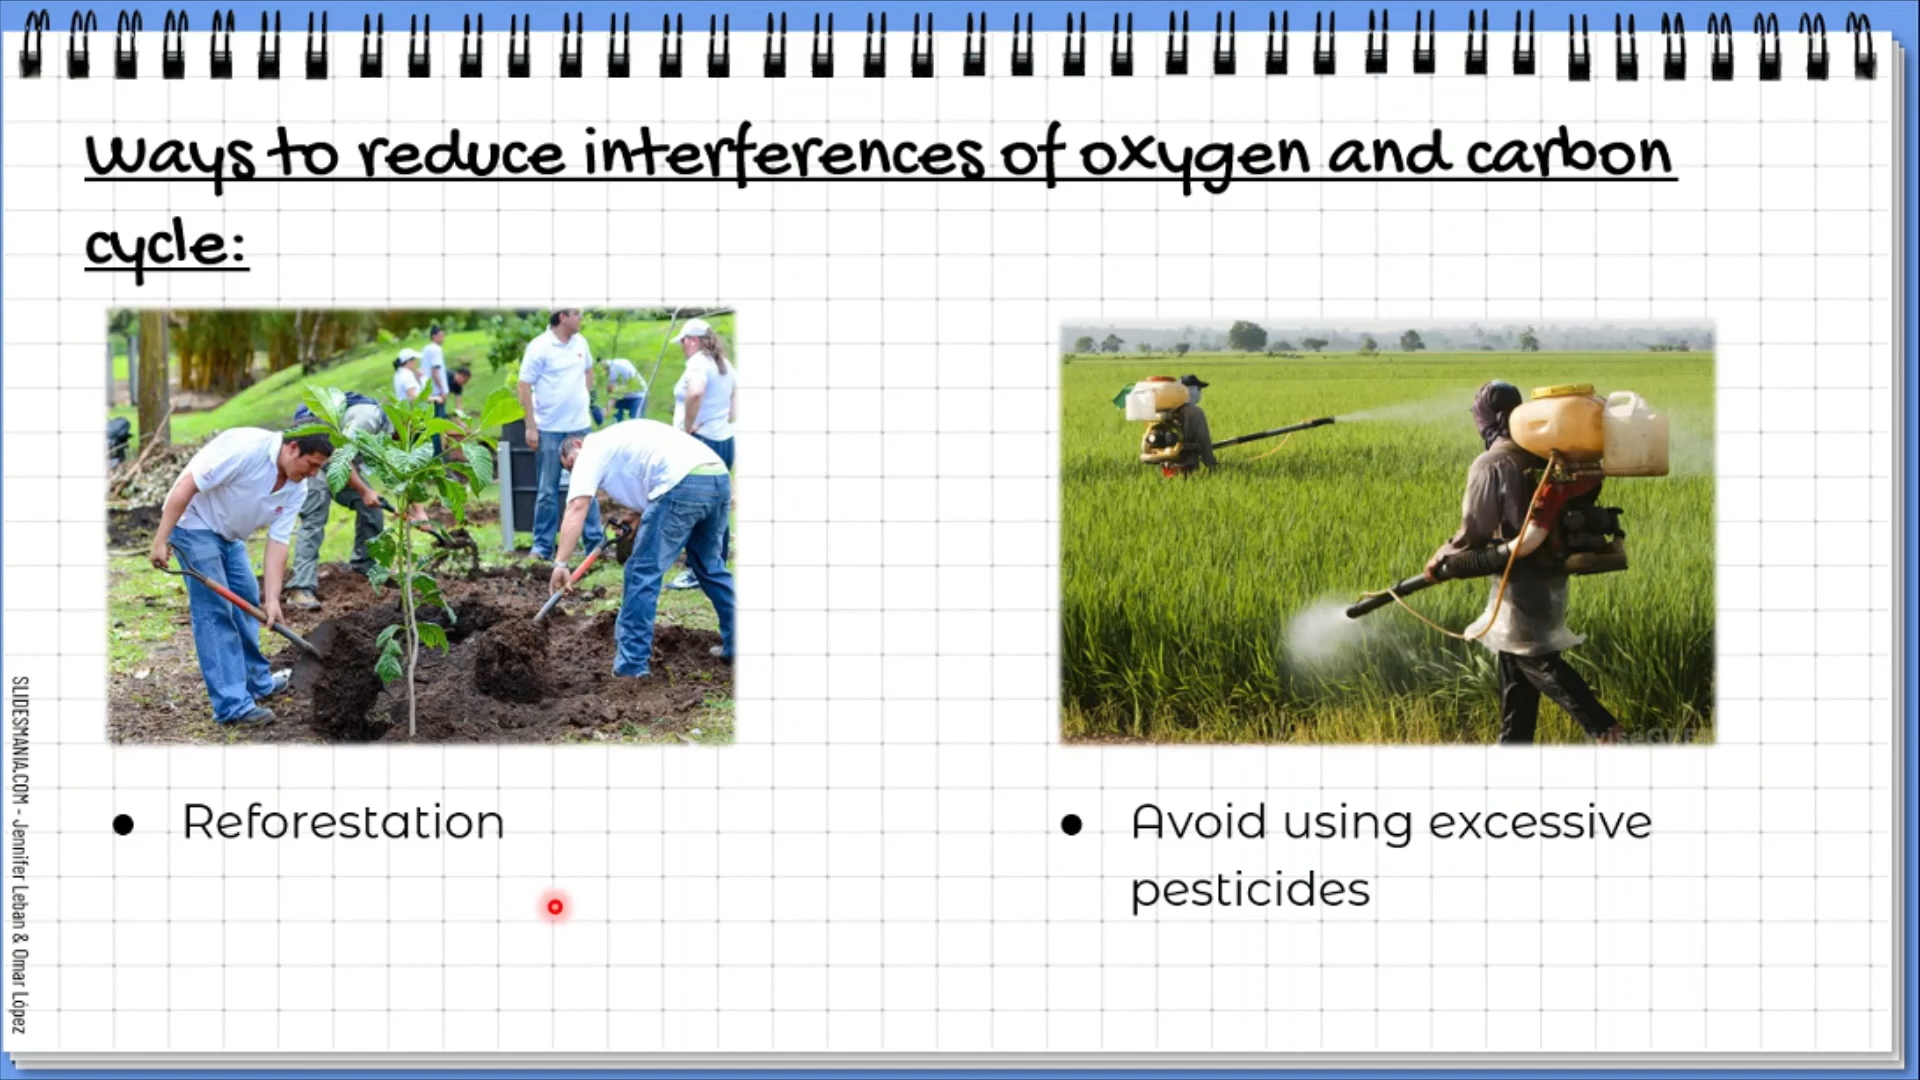 Ways to reduce interferences of oxygen and carbon
cycle:
● Reforestation
● Avoid using excessive
pesticides
SLIDESMANIA.COM - Jennifer Leban & Omar López